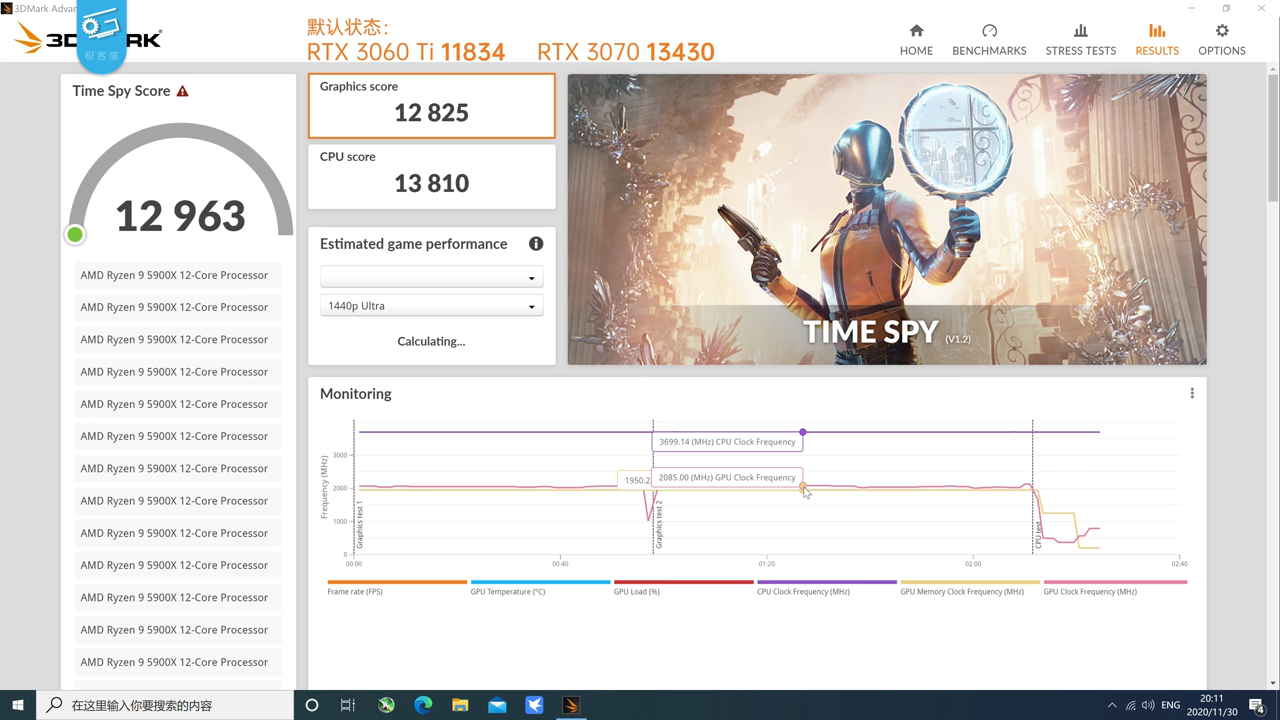 3DMark Advan
极客湾
3DMARK
默认状态：
RTX 3060 Ti 11834 RTX 3070 13430
HOME
BENCHMARKS
STRESS TESTS
RESULTS
OPTIONS
Time Spy Score
12 963
AMD Ryzen 9 5900X 12-Core Processor
AMD Ryzen 9 5900X 12-Core Processor
AMD Ryzen 9 5900X 12-Core Processor
AMD Ryzen 9 5900X 12-Core Processor
AMD Ryzen 9 5900X 12-Core Processor
AMD Ryzen 9 5900X 12-Core Processor
AMD Ryzen 9 5900X 12-Core Processor
AMD Ryzen 9 5900X 12-Core Processor
AMD Ryzen 9 5900X 12-Core Processor
AMD Ryzen 9 5900X 12-Core Processor
AMD Ryzen 9 5900X 12-Core Processor
AMD Ryzen 9 5900X 12-Core Processor
AMD Ryzen 9 5900X 12-Core Processor
Graphics score
12 825
CPU score
13 810
Estimated game performance
1440p Ultra
Calculating...
TIME SPY (V1.2)
Monitoring
Frequency (MHz)
3000
2000
1000
0
Graphics test 1
Graphics test 2
CPU test
3699.14 (MHz) CPU Clock Frequency
1950.2
2085.00 (MHz) GPU Clock Frequency
00:00
00:40
01:20
02:00
02:40
Frame rate (FPS)
GPU Temperature (°C)
GPU Load (%)
CPU Clock Frequency (MHz)
GPU Memory Clock Frequency (MHz)
GPU Clock Frequency (MHz)
在这里输入你要搜索的内容
ENG
20:11
2020/11/30
4